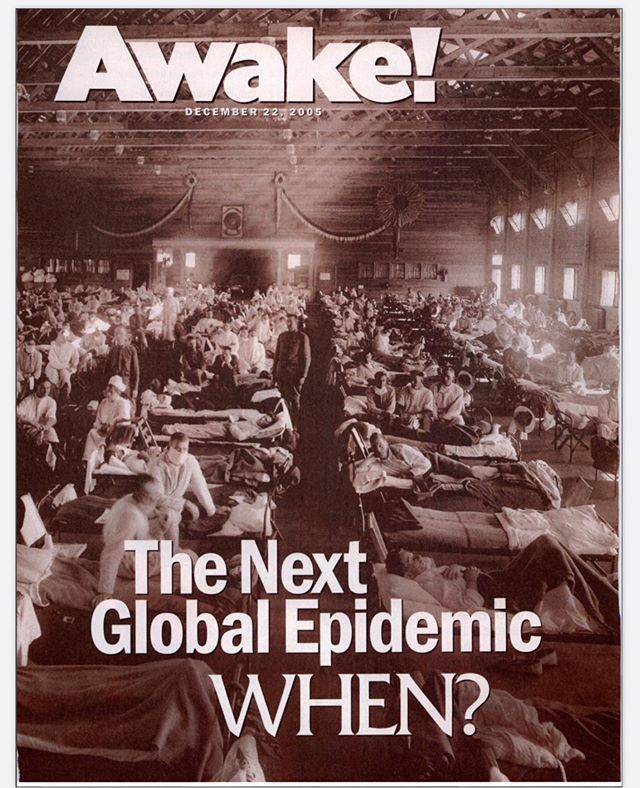 Awake!
DECEMBER 22, 2005
The Next
Global Epidemic
WHEN?